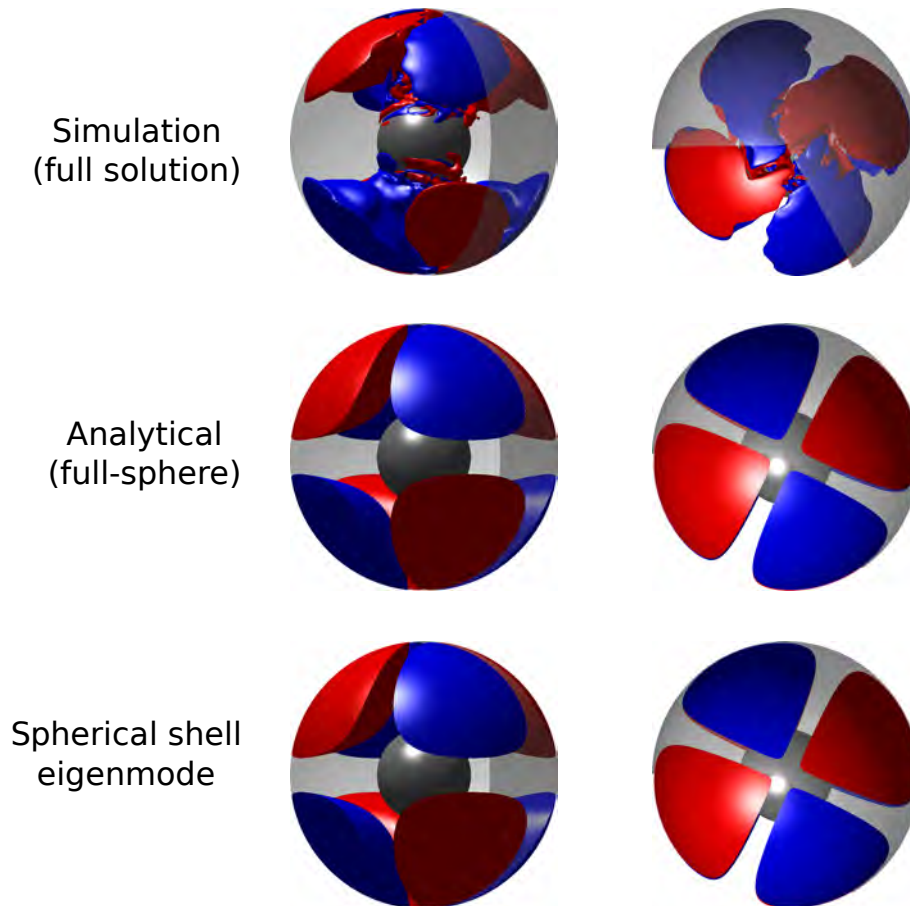 Simulation
(full solution)
Analytical
(full-sphere)
Spherical shell
eigenmode